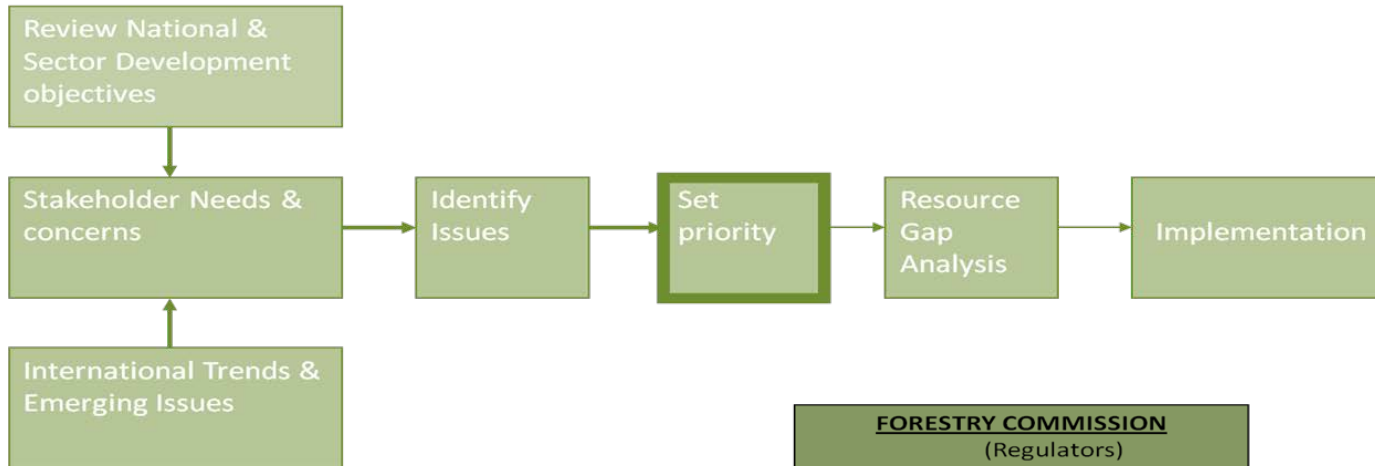 Review National &
Sector Development
objectives
Stakeholder Needs &
concerns
Identify
Issues
Set
priority
Resource
Gap
Analysis
Implementation
International Trends &
Emerging Issues
FORESTRY COMMISSION
(Regulators)